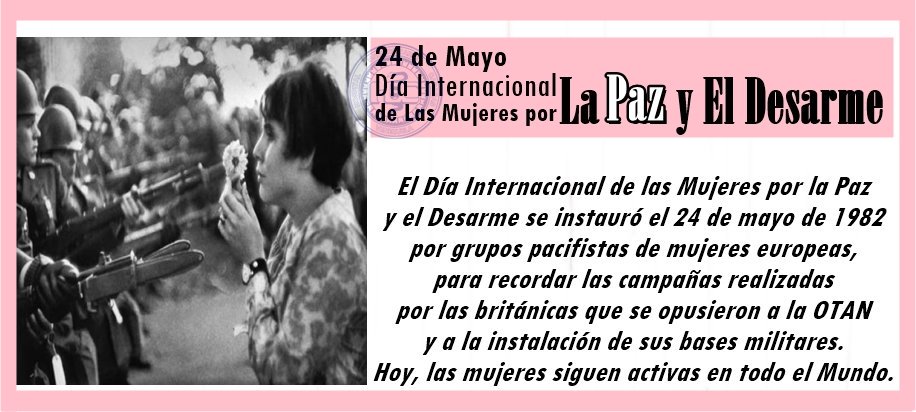 24 de Mayo
Día Internacional
de Las Mujeres por La Paz y El Desarme
El Día Internacional de las Mujeres por la Paz
y el Desarme se instauró el 24 de mayo de 1982
por grupos pacifistas de mujeres europeas,
para recordar las campañas realizadas
por las británicas que se opusieron a la OTAN
y a la instalación de sus bases militares.
Hoy, las mujeres siguen activas en todo el Mundo.